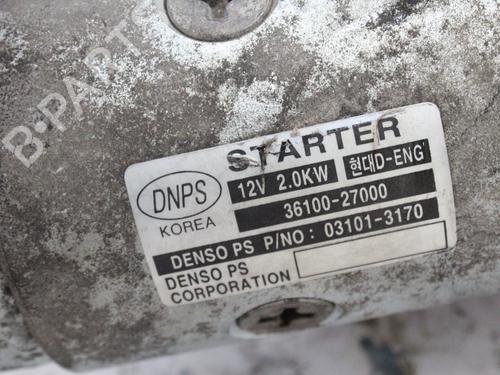 STARTER
DNPS
KOREA
12V 2.0KW 현대D-ENG
36100-27000
DENSO PS P/NO : 03101-3170
DENSO PS
CORPORATION
B-PARTS